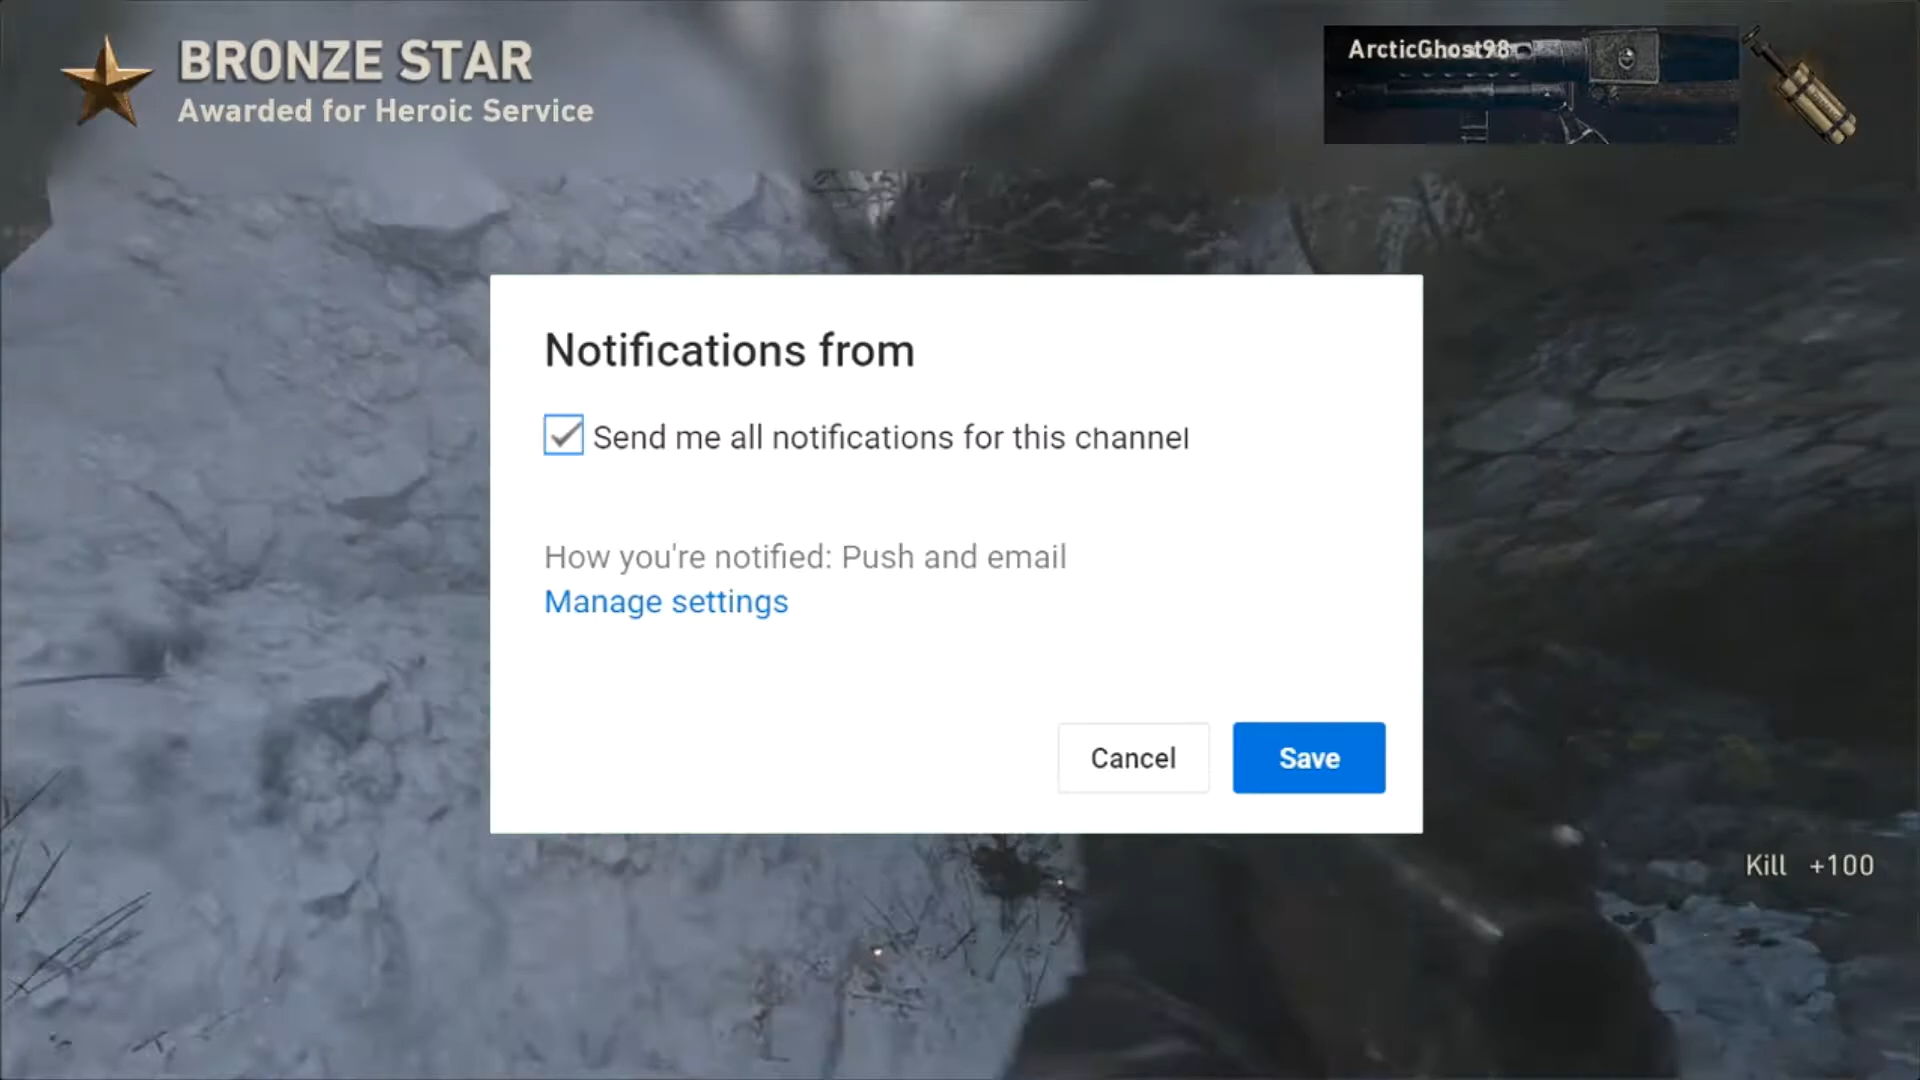 BRONZE STAR
Awarded for Heroic Service
ArcticGhost98
Notifications from
Send me all notifications for this channel
How you're notified: Push and email
Manage settings
Cancel
Save
Kill +100